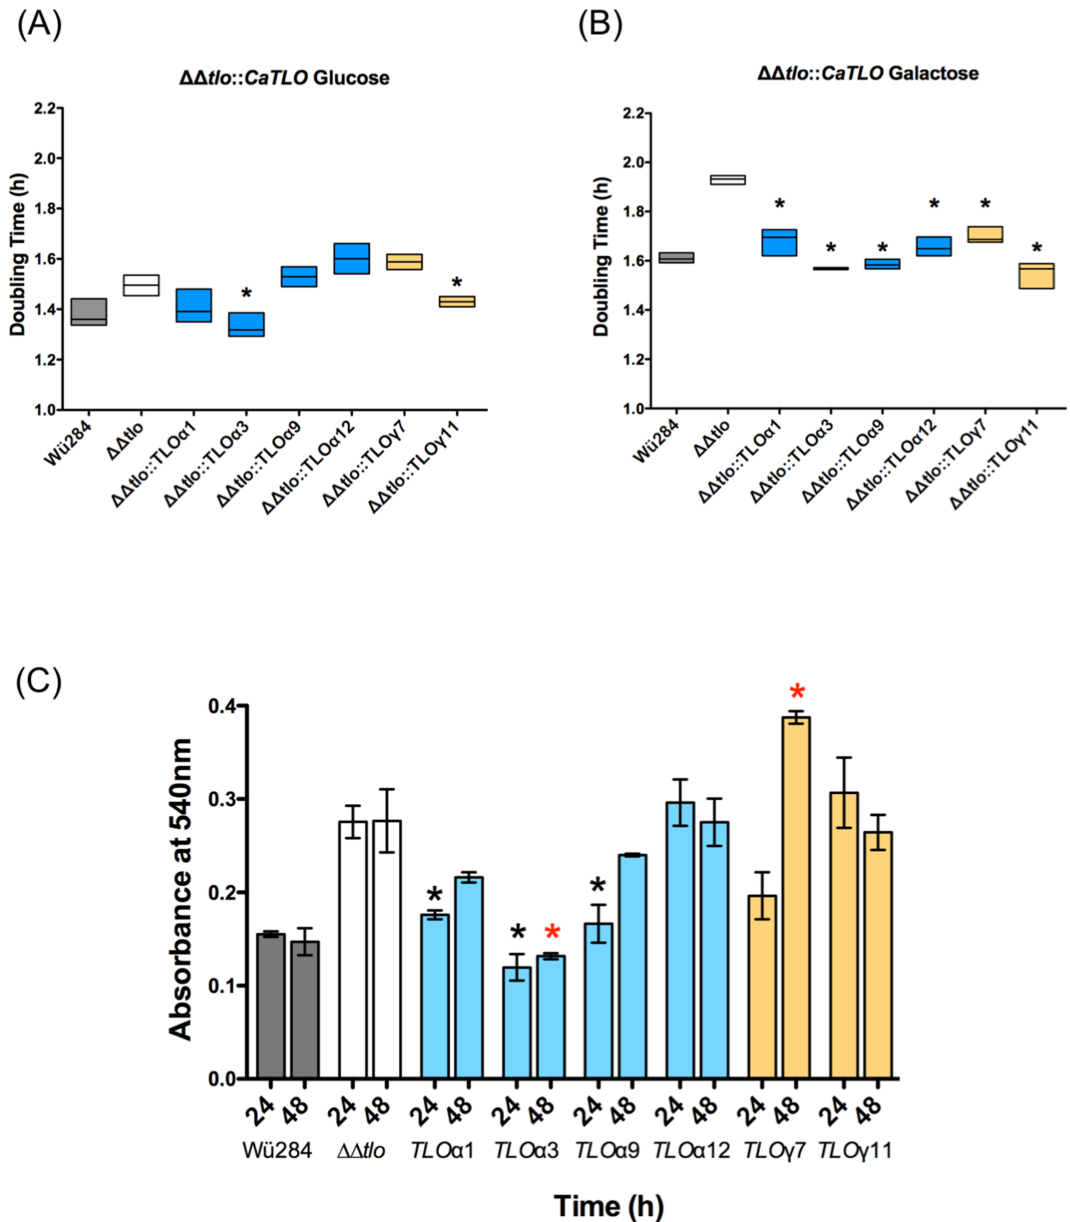 (A)
ΔΔtlo::CaTLO Glucose
Doubling Time (h)
2.2
2.0
1.8
1.6
1.4
1.2
1.0
*
*
Wü284
ΔΔtlo
ΔΔtlo::TLOα1
ΔΔtlo::TLOα3
ΔΔtlo::TLOα9
ΔΔtlo::TLOα12
ΔΔtlo::TLOγ7
ΔΔtlo::TLOγ11
(B)
ΔΔtlo::CaTLO Galactose
Doubling Time (h)
2.2
2.0
1.8
1.6
1.4
1.2
1.0
*
*
*
*
*
*
Wü284
ΔΔtlo
ΔΔtlo::TLOα1
ΔΔtlo::TLOα3
ΔΔtlo::TLOα9
ΔΔtlo::TLOα12
ΔΔtlo::TLOγ7
ΔΔtlo::TLOγ11
(C)
Absorbance at 540nm
0.4
0.3
0.2
0.1
0.0
*
*
*
*
*
24 48 24 48 24 48 24 48 24 48 24 48 24 48 24 48
Wü284 ΔΔtlo TLOα1 TLOα3 TLOα9 TLOα12 TLOγ7 TLOγ11
Time (h)